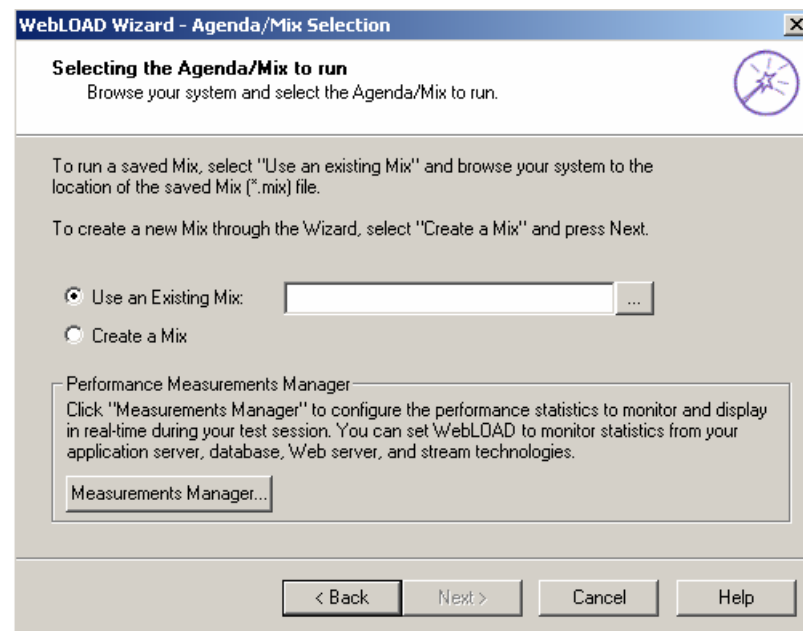 WebLOAD Wizard - Agenda/Mix Selection
Selecting the Agenda/Mix to run
Browse your system and select the Agenda/Mix to run.
To run a saved Mix, select "Use an existing Mix" and browse your system to the
location of the saved Mix (*.mix) file.
To create a new Mix through the Wizard, select "Create a Mix" and press Next.
Use an Existing Mix:
...
Create a Mix
Performance Measurements Manager
Click "Measurements Manager" to configure the performance statistics to monitor and display
in real-time during your test session. You can set WebLOAD to monitor statistics from your
application server, database, Web server, and stream technologies.
Measurements Manager...
< Back Next > Cancel Help